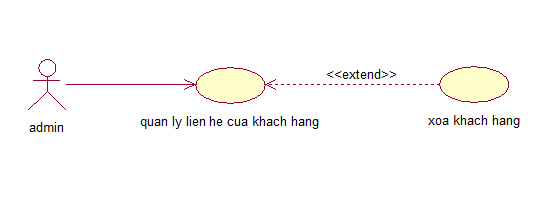 <<extend>>
admin
quan ly lien he cua khach hang
xoa khach hang